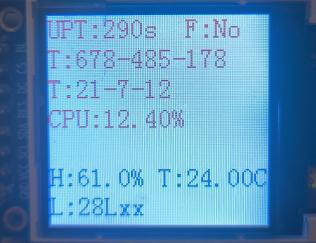 UPT:290s F:No
T:678-485-178
T:21-7-12
CPU:12.40%
H:61.0% T:24.00C
L:28Lxx